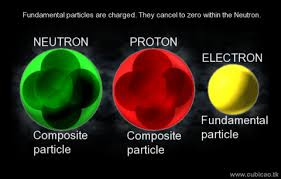 Fundamental particles are charged. They cancel to zero within the Neutron.
NEUTRON
PROTON
ELECTRON
Composite
particle
Composite
particle
Fundamental
particle
www.cubicao.tk